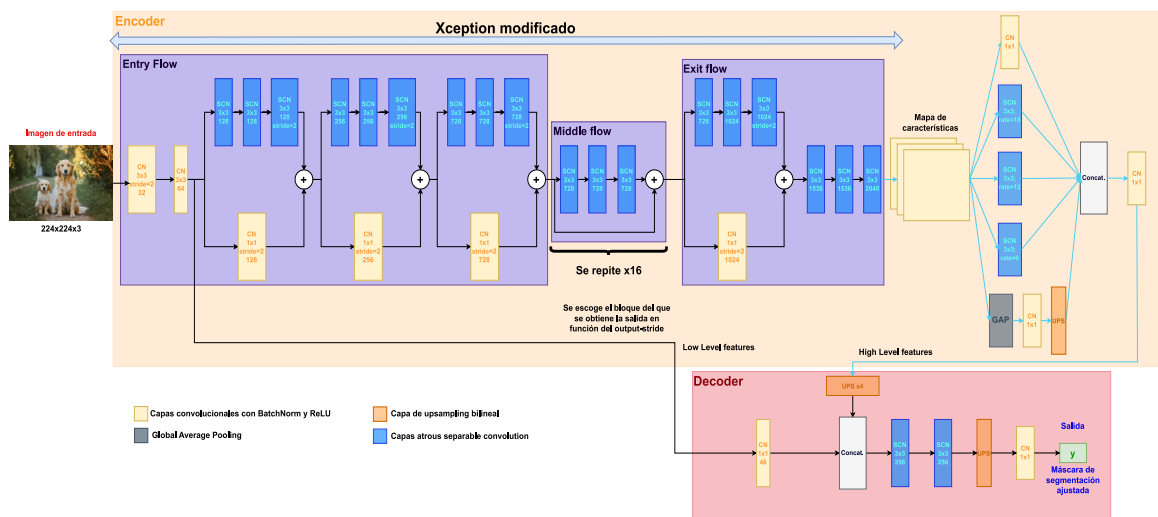 Encoder
Xception modificado
Entry Flow
SCN
3x3
128
SCN
3x3
128
SCN
3x3
128
stride=2
SCN
3x3
256
SCN
3x3
256
SCN
3x3
256
stride=2
SCN
3x3
728
SCN
3x3
728
SCN
3x3
728
stride=2
Imagen de entrada
224x224x3
CN
3x3
stride=2
32
CN
3x3
64
+
+
+
CN
1x1
stride=2
128
CN
1x1
stride=2
256
CN
1x1
stride=2
728
Middle flow
SCN
3x3
728
SCN
3x3
728
SCN
3x3
728
+
Se repite x16
Exit flow
SCN
3x3
728
SCN
3x3
1024
SCN
3x3
1024
stride=2
+
CN
1x1
stride=2
1024
SCN
3x3
1536
SCN
3x3
1536
SCN
3x3
2048
Mapa de
característicás
CN
1x1
SCN
3x3;
rate=18
SCN
3x3;
rate=12
SCN
3x3;
rate=6
GAP
CN
1x1
UPS
Concat.
CN
1x1
Se escoge el bloque del que
se obtiene la salida en
función del output-stride
Low Level features
High Level features
Decoder
UPS x4
CN
1x1
48
Concat.
SCN
3x3
256
SCN
3x3
256
UPS
CN
1x1
Salida
y
Máscara de
segmentación
ajustada
Capas convolucionales con BatchNorm y ReLU
Global Average Pooling
Capa de upsampling bilineal
Capas atrous separable convolution